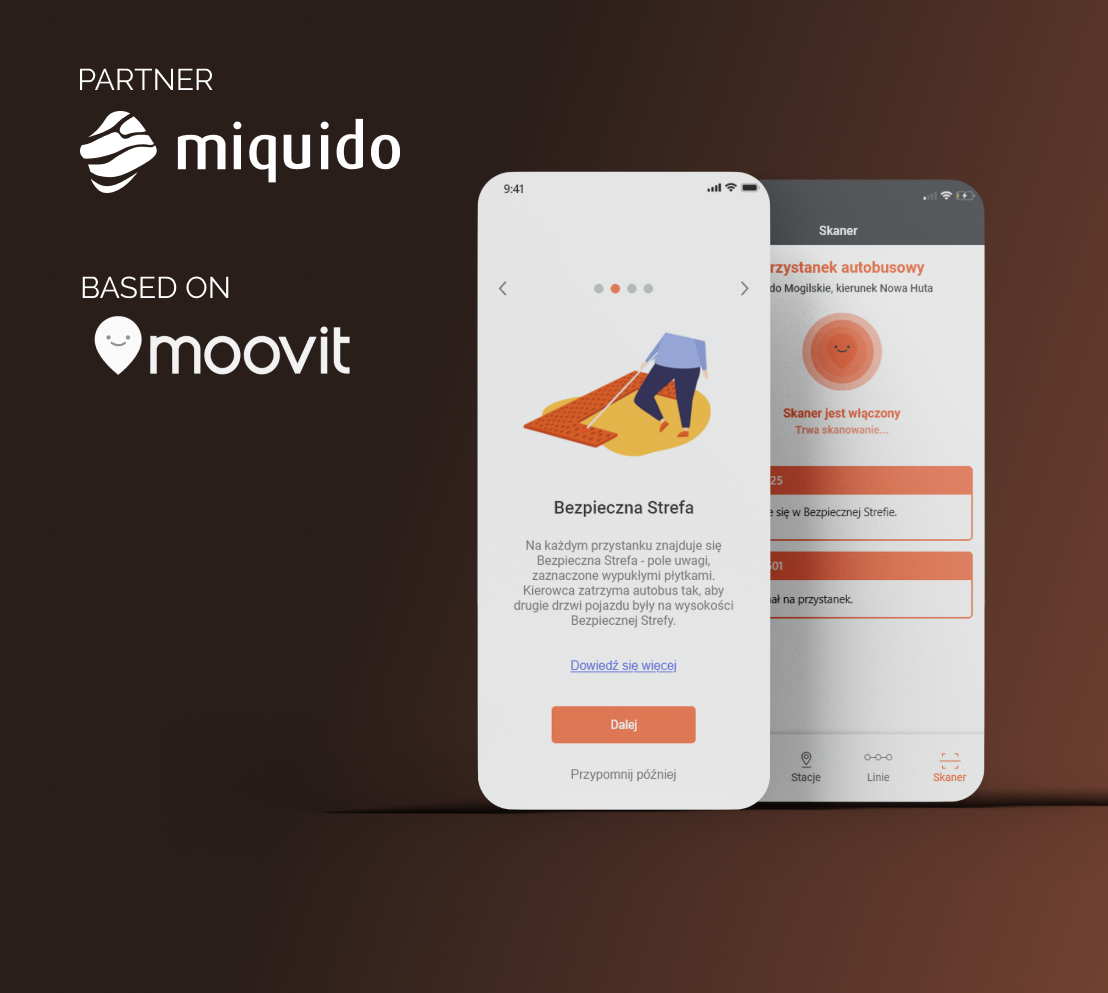 PARTNER
miquido
BASED ON
moovit
9:41
Bezpieczna Strefa
Na każdym przystanku znajduje się
Bezpieczna Strefa - pole uwagi,
zaznaczone wypukłymi płytkami.
Kierowca zatrzyma autobus tak, aby
drugie drzwi pojazdu były na wysokości
Bezpiecznej Strefy.
Dowiedź się więcej
Dalej
Przypomnij później
Skaner
rzystanek autobusowy
do Mogilskie, kierunek Nowa Huta
Skaner jest włączony
Trwa skanowanie...
25
e się w Bezpiecznej Strefie.
501
ał na przystanek.
Stacje
Linie
Skaner